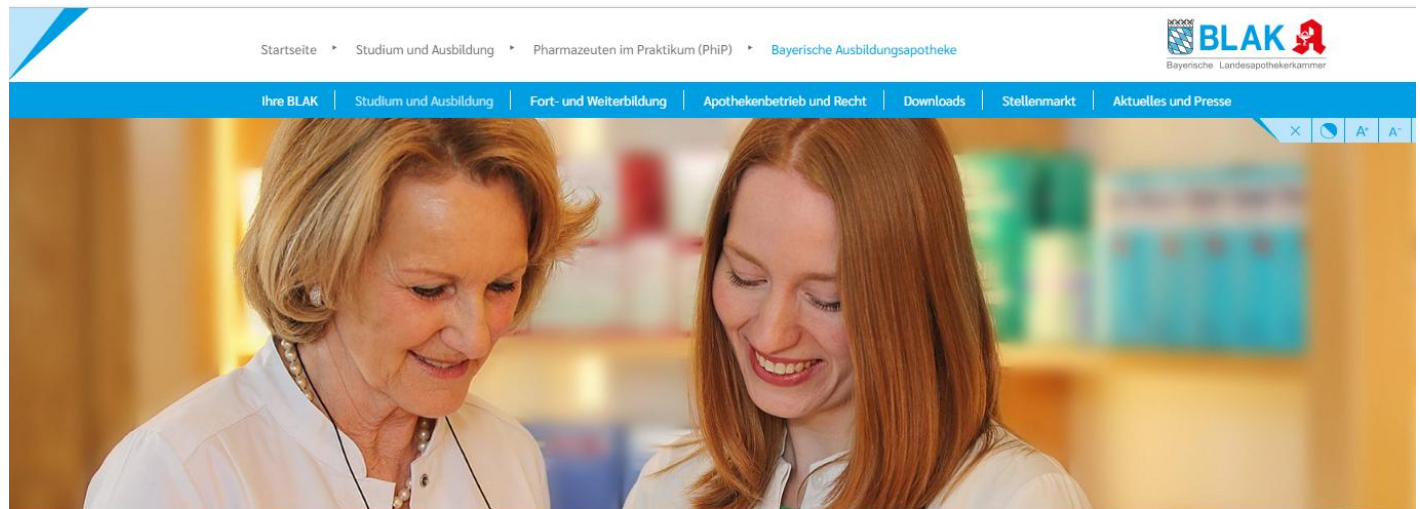 Startseite ‣ Studium und Ausbildung ‣ Pharmazeuten im Praktikum (PhiP) ‣ Bayerische Ausbildungsapotheke
BLAK
Bayerische Landesapothekerkammer
Ihre BLAK | Studium und Ausbildung | Fort- und Weiterbildung | Apothekenbetrieb und Recht | Downloads | Stellenmarkt | Aktuelles und Presse
A+ A-